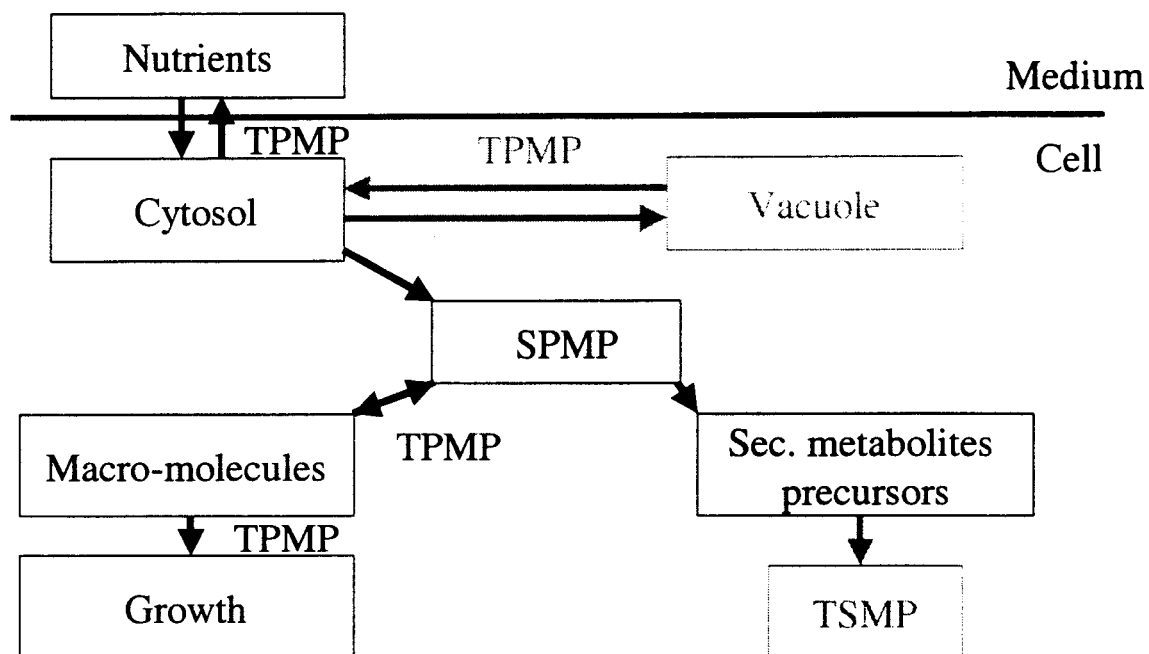 Nutrients
Medium
TPMP
TPMP
Cell
Cytosol
Vacuole
SPMP
TPMP
Macro-molecules
Sec. metabolites
precursors
TPMP
Growth
TSMP